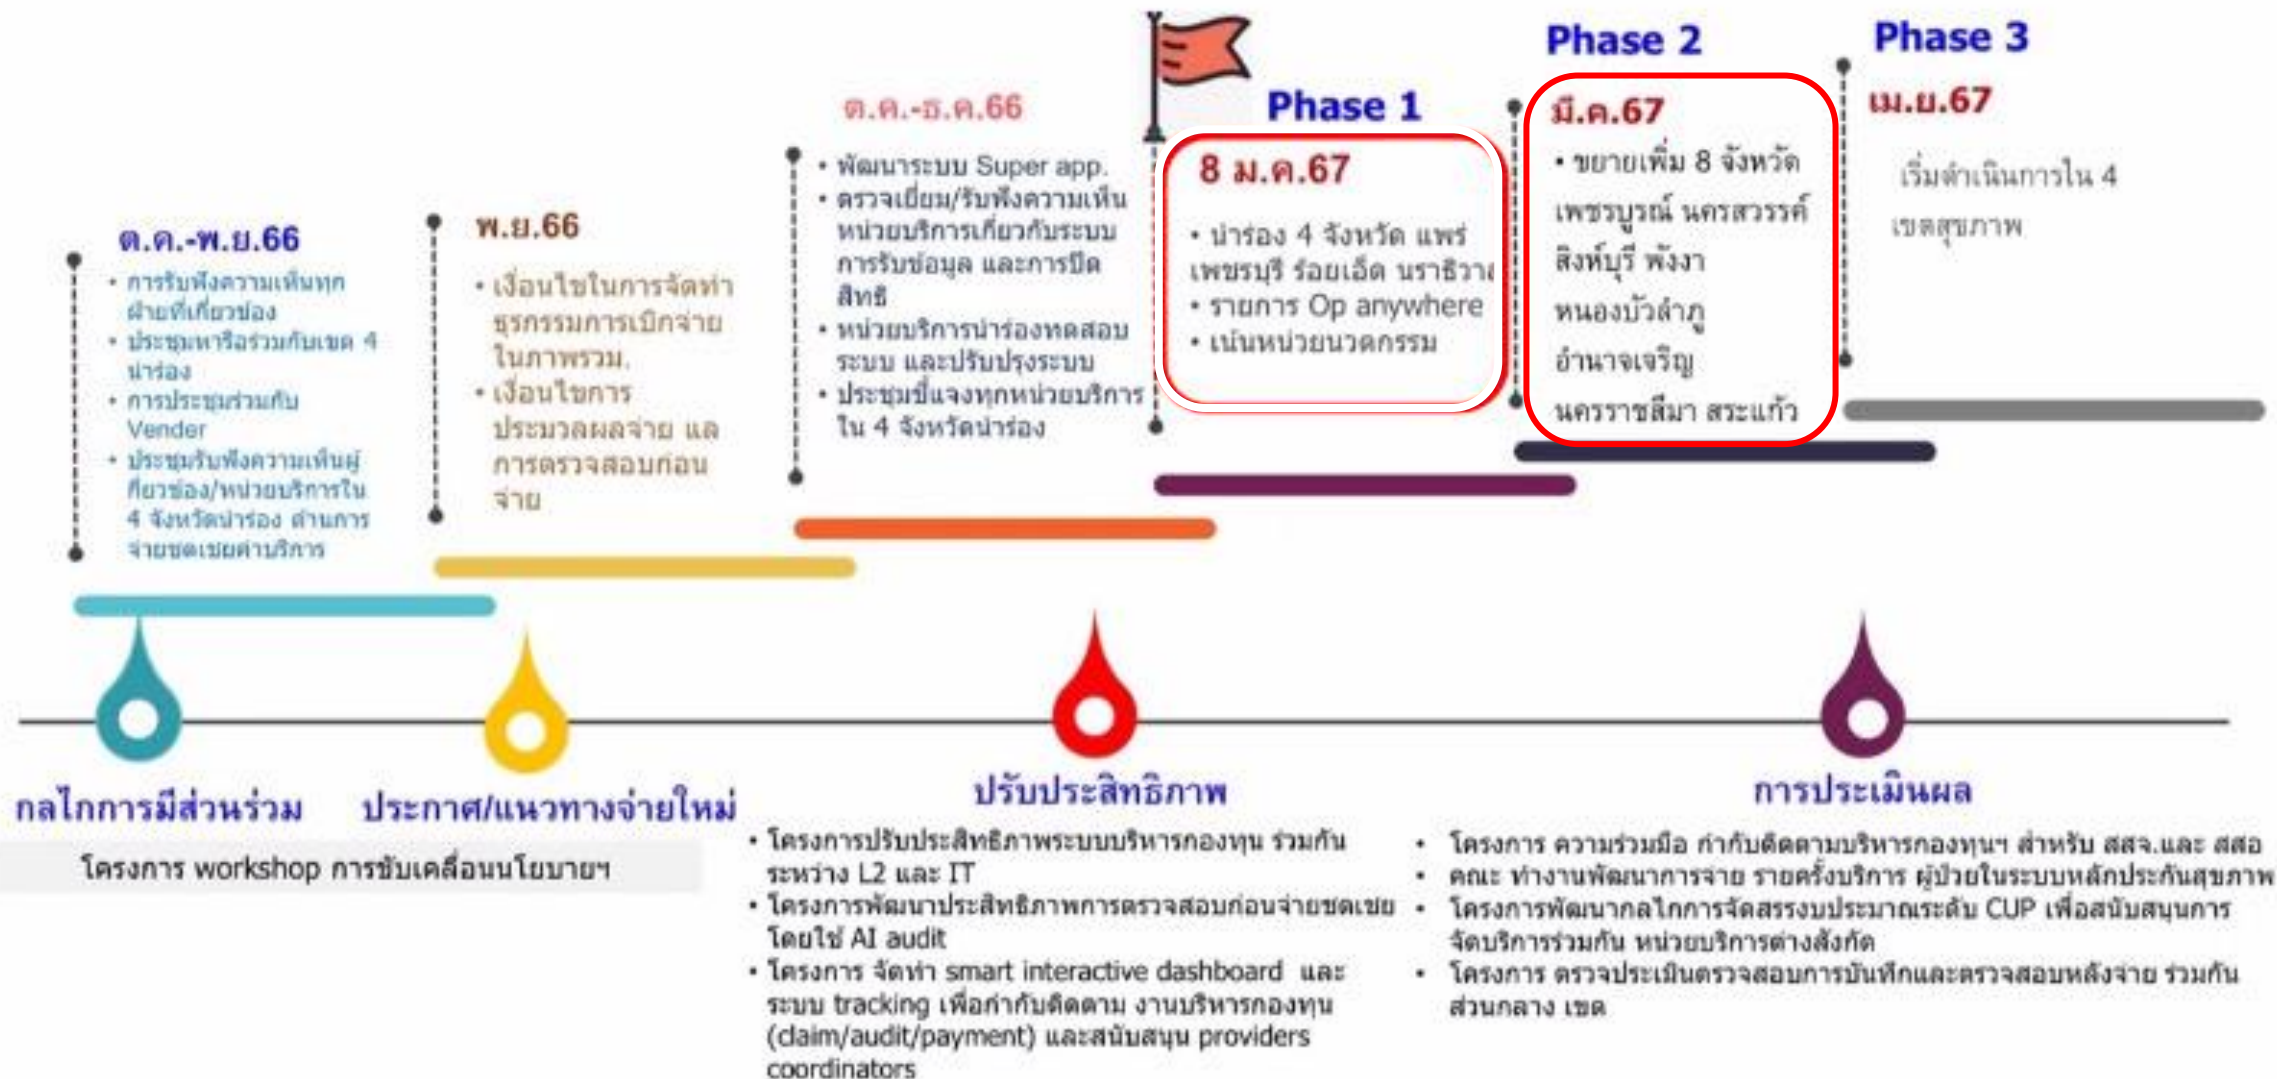 ต.ค.-พ.ย.66
• การรับฟังความเห็นทุก
ฝ่ายที่เกี่ยวข้อง
• ประชุมหารือร่วมกับเขต 4
นำร่อง
• การประชุมร่วมกับ
Vender
• ประชุมรับฟังความเห็นผู้
กี่ยวข้อง/หน่วยบริการใน
4 จังหวัดนำร่อง ด้านการ
จ่ายชดเชยค่าบริการ
พ.ย.66
• เงื่อนไขในการจัดทำ
ธุรกรรมการเบิกจ่าย
ในภาพรวม.
• เงื่อนไขการ
ประมวลผลจ่าย แล
การตรวจสอบก่อน
จ่าย
ต.ค.-ธ.ค.66
• พัฒนาระบบ Super app.
• ตรวจเยี่ยม/รับฟังความเห็น
หน่วยบริการเกี่ยวกับระบบ
การรับข้อมูล และการปิด
สิทธิ
• หน่วยบริการนำร่องทดสอบ
ระบบ และปรับปรุงระบบ
• ประชุมชี้แจงทุกหน่วยบริการ
ใน 4 จังหวัดนำร่อง
Phase 1
8 ม.ค.67
• นำร่อง 4 จังหวัด แพร่
เพชรบุรี ร้อยเอ็ด นราธิวาส
• รายการ Op anywhere
• เน้นหน่วยนวตกรรม
Phase 2
มี.ค.67
• ขยายเพิ่ม 8 จังหวัด
เพชรบูรณ์ นครสวรรค์
สิงห์บุรี พังงา
หนองบัวลำภู
อำนาจเจริญ
นครราชสีมา สระแก้ว
Phase 3
เม.ย.67
เริ่มดำเนินการใน 4
เขตสุขภาพ
กลไกการมีส่วนร่วม
ประกาศ/แนวทางจ่ายใหม่
โครงการ workshop การขับเคลื่อนนโยบายฯ
ปรับประสิทธิภาพ
• โครงการปรับประสิทธิภาพระบบบริหารกองทุน ร่วมกัน
ระหว่าง L2 และ IT
• โครงการพัฒนาประสิทธิภาพการตรวจสอบก่อนจ่ายชดเชย
โดยใช้ AI audit
• โครงการ จัดทำ smart interactive dashboard และ
ระบบ tracking เพื่อกำกับติดตาม งานบริหารกองทุน
(claim/audit/payment) และสนับสนุน providers
coordinators
การประเมินผล
• โครงการ ความร่วมมือ กำกับติดตามบริหารกองทุนฯ สำหรับ สสจ.และ สสอ
• คณะ ทำงานพัฒนาการจ่าย รายครั้งบริการ ผู้ป่วยในระบบหลักประกันสุขภาพ
• โครงการพัฒนากลไกการจัดสรรงบประมาณระดับ CUP เพื่อสนับสนุนการ
จัดบริการร่วมกัน หน่วยบริการต่างสังกัด
• โครงการ ตรวจประเมินตรวจสอบการบันทึกและตรวจสอบหลังจ่าย ร่วมกัน
ส่วนกลาง เขต